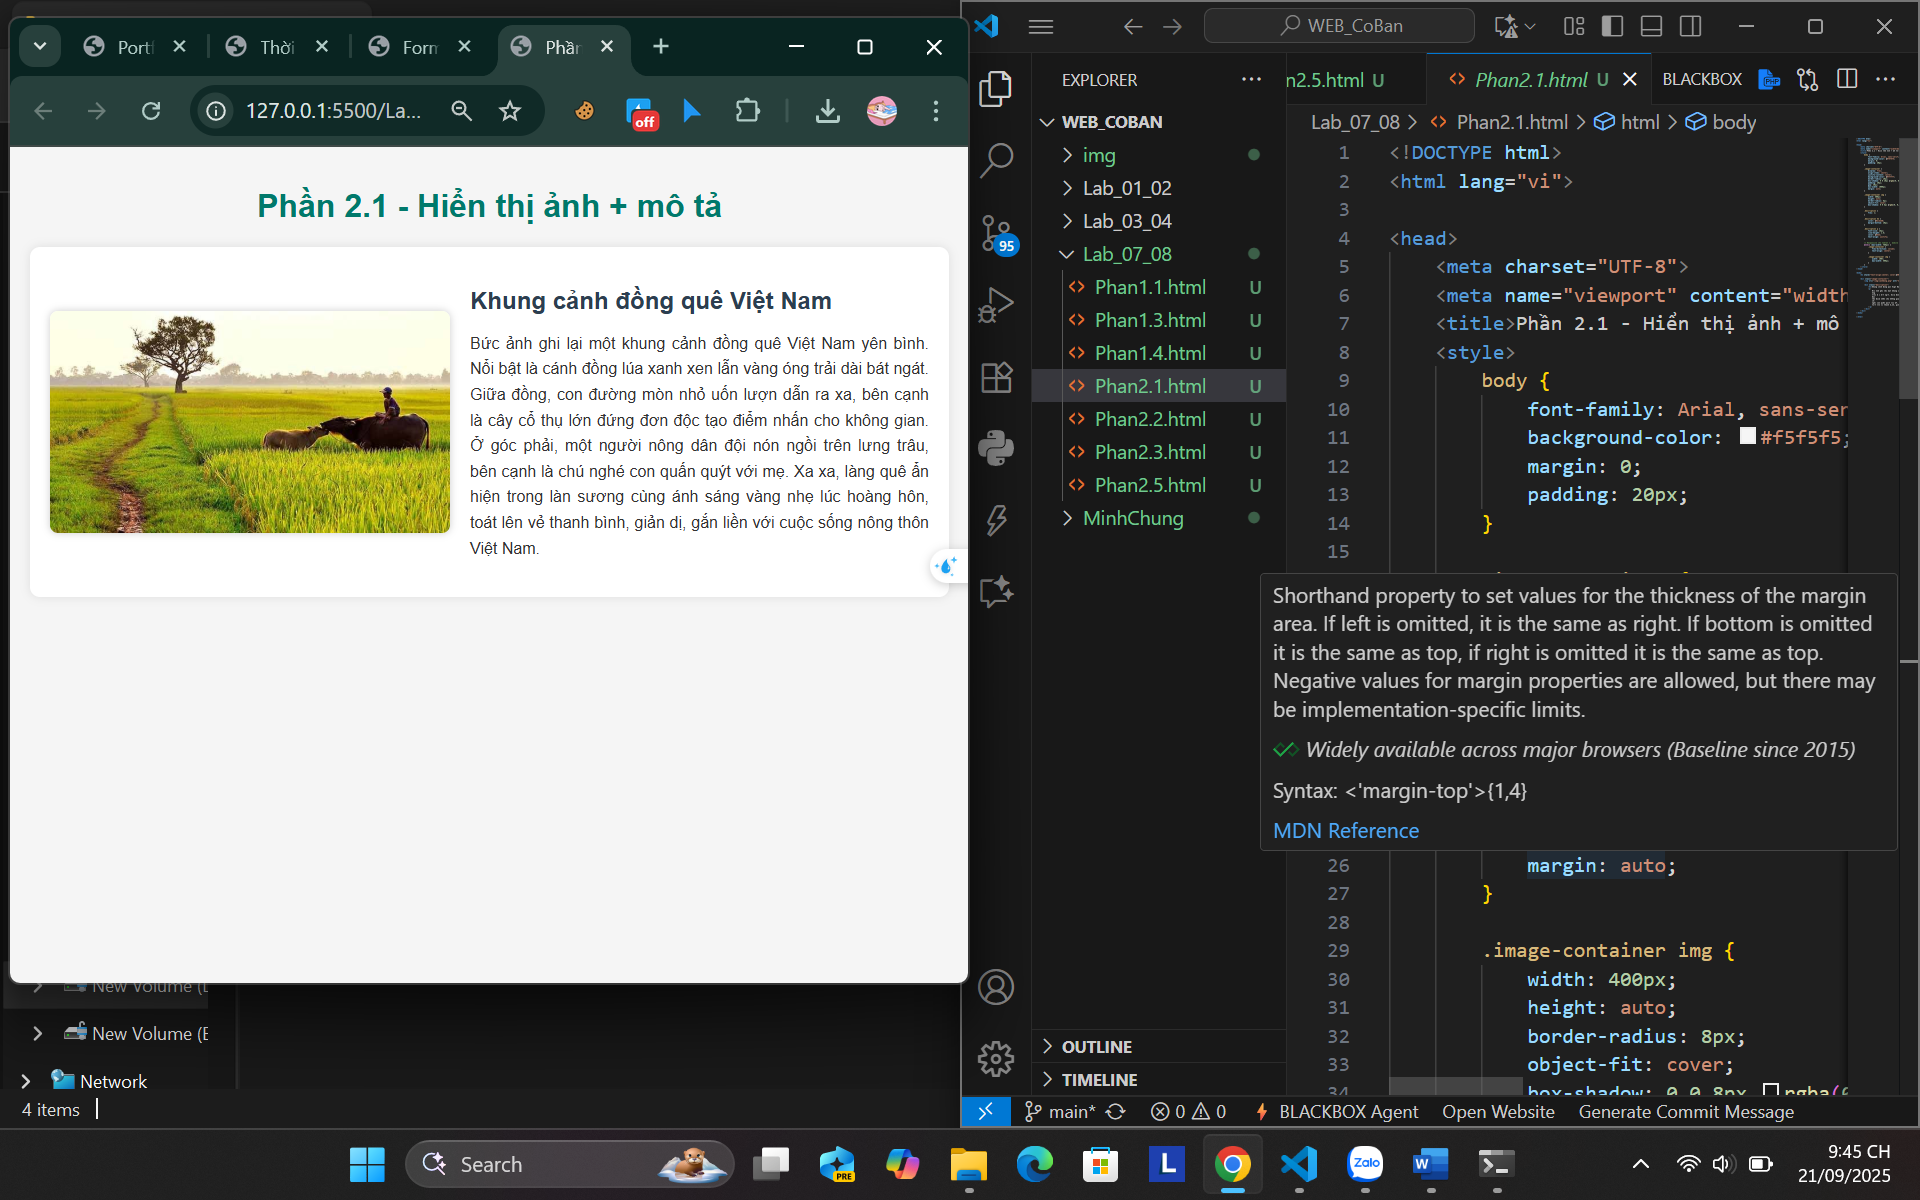 Port
Thờ
Forr
Phần
127.0.0.1:5500/La...
off
Phần 2.1 - Hiển thị ảnh + mô tả
Khung cảnh đồng quê Việt Nam
Bức ảnh ghi lại một khung cảnh đồng quê Việt Nam yên bình.
Nổi bật là cánh đồng lúa xanh xen lẫn vàng óng trải dài bát ngát.
Giữa đồng, con đường mòn nhỏ uốn lượn dẫn ra xa, bên cạnh
là cây cổ thụ lớn đứng đơn độc tạo điểm nhấn cho không gian.
Ở góc phải, một người nông dân đội nón ngồi trên lưng trâu,
bên cạnh là chú nghé con quấn quýt với mẹ. Xa xa, làng quê ẩn
hiện trong làn sương cùng ánh sáng vàng nhẹ lúc hoàng hôn,
toát lên vẻ thanh bình, giản dị, gắn liền với cuộc sống nông thôn
Việt Nam.
New Volume (D
New Volume (E
Network
4 items
WEB_CoBan
EXPLORER
WEB_COBAN
img
Lab_01_02
Lab_03_04
Lab_07_08
Phan1.1.html U
Phan1.3.html U
Phan1.4.html U
Phan2.1.html U
Phan2.2.html U
Phan2.3.html U
Phan2.5.html U
MinhChung
95
OUTLINE
TIMELINE
n2.5.html U
Phan2.1.html U
BLACKBOX
PHP
Lab_07_08 > Phan2.1.html > html > body
1 <!DOCTYPE html>
2 <html lang="vi">
3
4 <head>
5 <meta charset="UTF-8">
6 <meta name="viewport" content="width
7 <title>Phần 2.1 - Hiển thị ảnh + mô
8 <style>
9 body {
10 font-family: Arial, sans-ser
11 background-color: #f5f5f5;
12 margin: 0;
13 padding: 20px;
14 }
15
Shorthand property to set values for the thickness of the margin
area. If left is omitted, it is the same as right. If bottom is omitted
it is the same as top, if right is omitted it is the same as top.
Negative values for margin properties are allowed, but there may
be implementation-specific limits.
Widely available across major browsers (Baseline since 2015)
Syntax: <'margin-top'>{1,4}
MDN Reference
26 margin: auto;
27 }
28
29 .image-container img {
30 width: 400px;
31 height: auto;
32 border-radius: 8px;
33 object-fit: cover;
34 box-shadow: 0 0 8px rgba(
main* 0 0 BLACKBOX Agent Open Website Generate Commit Message
Search
PRE
L
Zalo
W
9:45 CH
21/09/2025